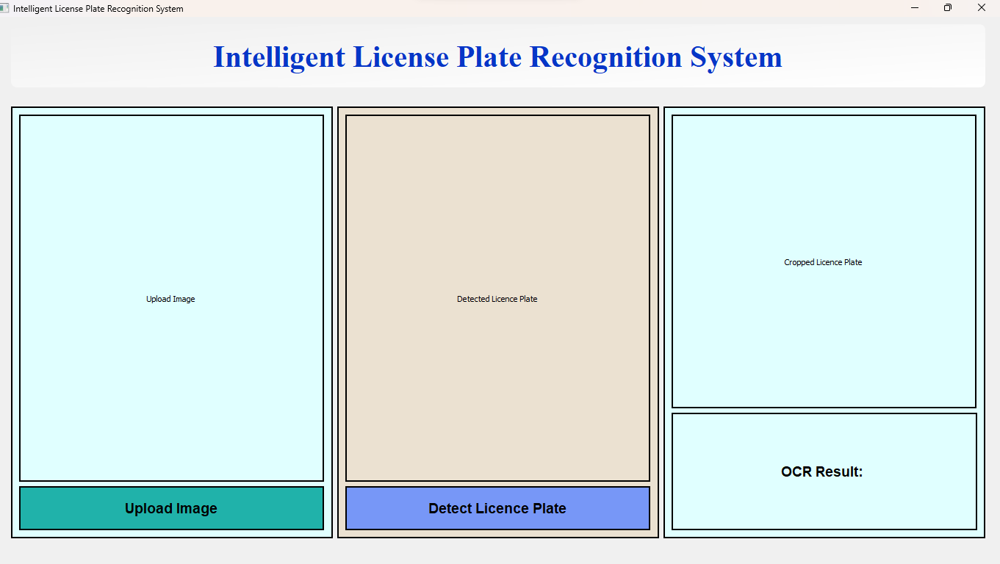 Intelligent License Plate Recognition System
Intelligent License Plate Recognition System
Upload Image
Upload Image
Detected Licence Plate
Detect Licence Plate
Cropped Licence Plate
OCR Result: